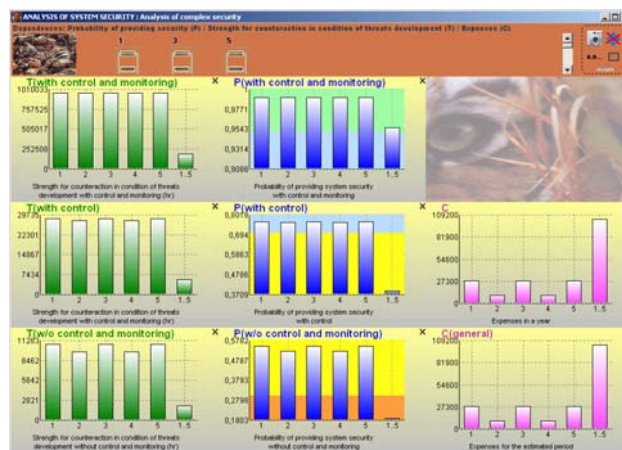 ANALYSIS OF SYSTEM SECURITY : Analysis of complex security
Dependences: Probability of providing security (P) / Strength for counteraction in condition of threats development (T) / Expenses (C)
1 3 5
T(with control and monitoring)
1010033
757525
505017
252508
0
1 2 3 4 5 1.5
Strength for counteraction in condition of threats
development with control and monitoring (hr)
P(with control and monitoring)
1
0,9771
0,9543
0,9314
0,9086
1 2 3 4 5 1.5
Probability of providing system security
with control and monitoring
T(with control)
29735
22301
14867
7434
0
1 2 3 4 5 1.5
Strength for counteraction in condition of threats
development with control and monitoring (hr)
P(with control)
0,694
0,5863
0,4786
0,3709
1 2 3 4 5 1.5
Probability of providing system security
with control
C
109200
54600
27300
0
1 2 3 4 5 1.5
Expenses in a year
T(w/o control and monitoring)
11283
8462
5642
2821
0
1 2 3 4 5 1.5
Strength for counteraction in condition of threats
development without control and monitoring (hr)
P(w/o control and monitoring)
0,5782
0,4787
0,3792
0,2798
0,1803
1 2 3 4 5 1.5
Probability of providing system security
without control and monitoring
C(general)
109200
54600
27300
0
1 2 3 4 5 1.5
Expenses for the estimated period